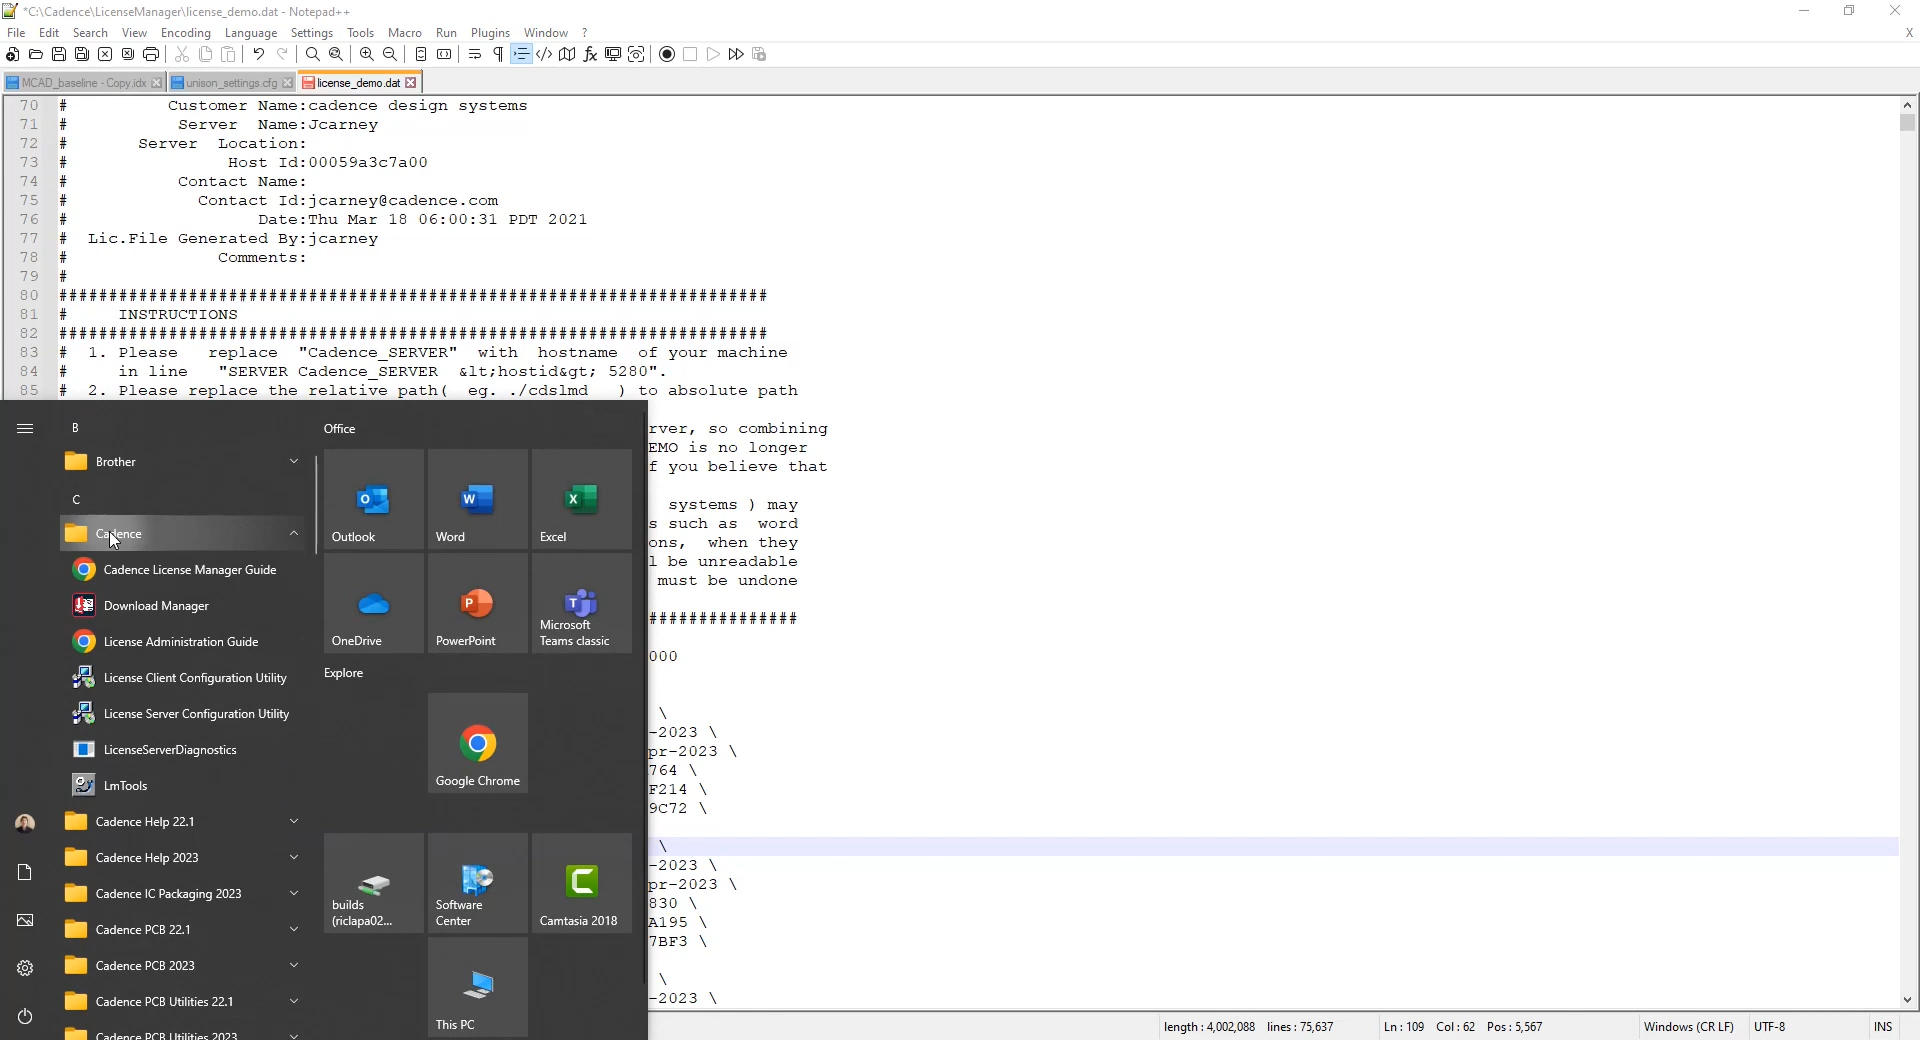 *C:\Cadence\LicenseManager\license_demo.dat - Notepad++
File Edit Search View Encoding Language Settings Tools Macro Run Plugins Window ? X
MCAD_baseline - Copy.idx unison_settings.cfg license_demo.dat
70 # Customer Name:cadence design systems
71 # Server Name:Jcarney
72 # Server Location:
73 # Host Id:00059a3c7a00
74 # Contact Name:
75 # Contact Id:jcarney@cadence.com
76 # Date:Thu Mar 18 06:00:31 PDT 2021
77 # Lic.File Generated By:jcarney
78 # Comments:
79 #
80 #######################################################################
81 # INSTRUCTIONS
82 #######################################################################
83 # 1. Please replace "Cadence_SERVER" with hostname of your machine
84 # in line "SERVER Cadence_SERVER &lt;hostid&gt; 5280".
85 # 2. Please replace the relative path( eg. ./cdslmd ) to absolute path
rver, so combining
EMO is no longer
f you believe that
systems ) may
s such as word
ons, when they
l be unreadable
must be undone
###############
000
\
-2023 \
pr-2023 \
764 \
F214 \
9C72 \
\
-2023 \
pr-2023 \
830 \
A195 \
7BF3 \
\
-2023 \
B
Brother
C
Cadence
Cadence License Manager Guide
Download Manager
License Administration Guide
License Client Configuration Utility
License Server Configuration Utility
LicenseServerDiagnostics
LmTools
Cadence Help 22.1
Cadence Help 2023
Cadence IC Packaging 2023
Cadence PCB 22.1
Cadence PCB 2023
Cadence PCB Utilities 22.1
Cadence PCB Utilities 2023
Office
Outlook
Word
Excel
OneDrive
PowerPoint
Microsoft
Teams classic
Explore
Google Chrome
builds
(riclapa02...
Software
Center
Camtasia 2018
This PC
length : 4,002,088 lines : 75,637 Ln : 109 Col : 62 Pos : 5,567 Windows (CR LF) UTF-8 INS